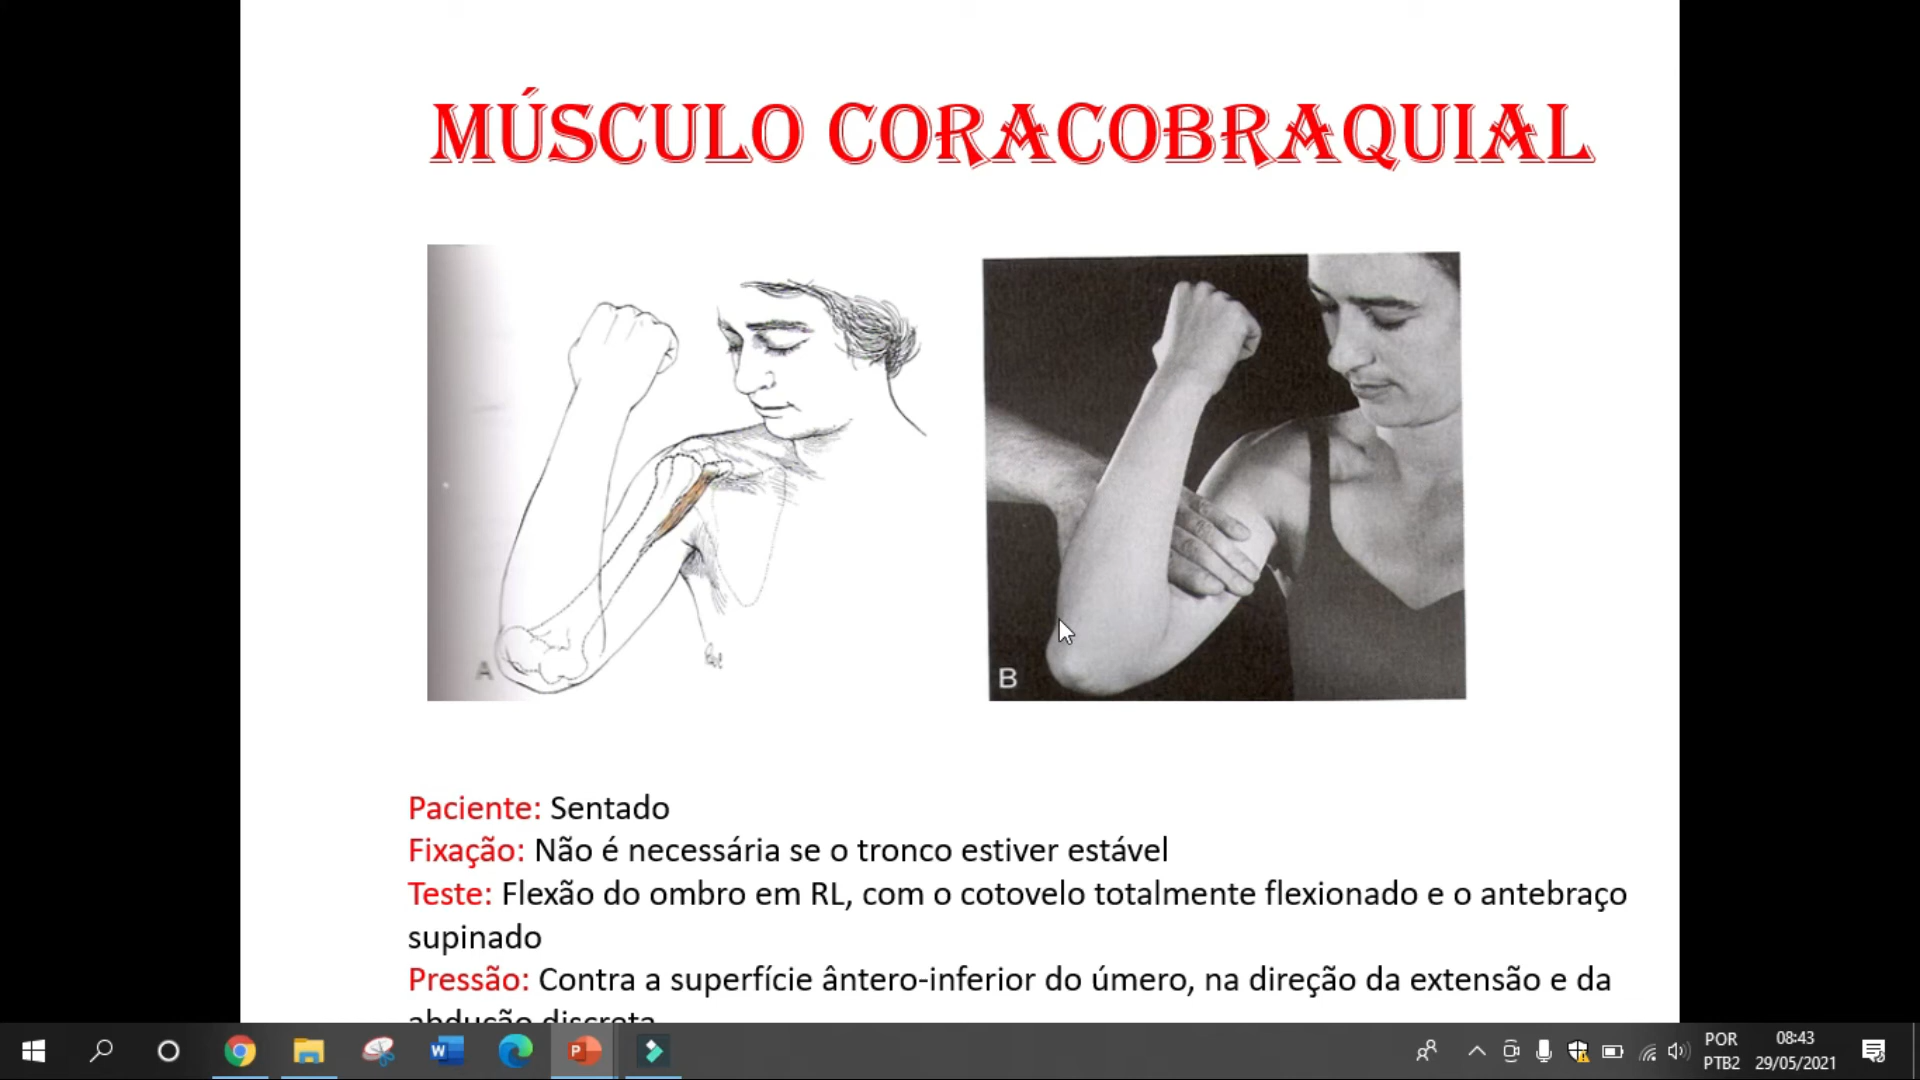 MÚSCULO CORACOBRAQUIAL
A
B
Paciente: Sentado
Fixação: Não é necessária se o tronco estiver estável
Teste: Flexão do ombro em RL, com o cotovelo totalmente flexionado e o antebraço
supinado
Pressão: Contra a superfície ântero-inferior do úmero, na direção da extensão e da
abdução discreta
POR
PTB2
08:43
29/05/2021